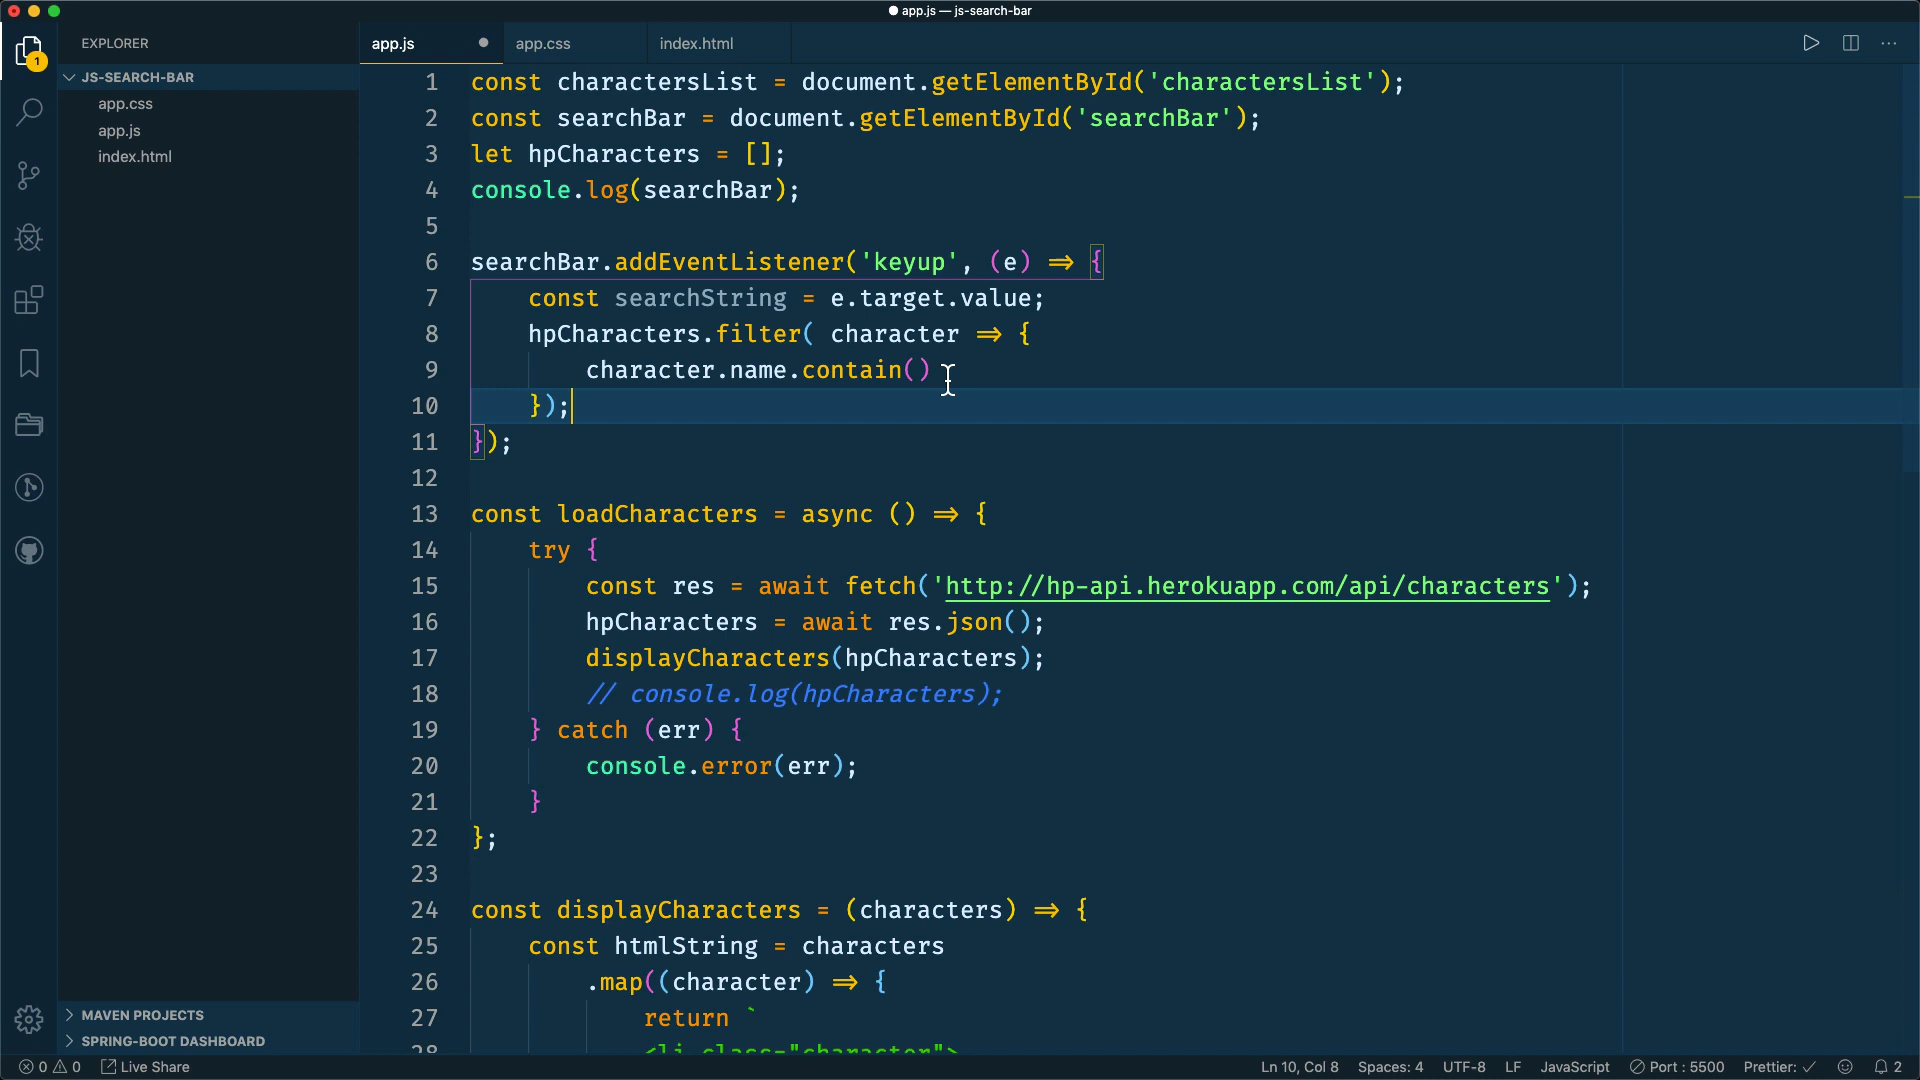 app.js — js-search-bar
EXPLORER
app.js
app.css
index.html
1
JS-SEARCH-BAR
app.css
app.js
index.html
1 const charactersList = document.getElementById('charactersList');
2 const searchBar = document.getElementById('searchBar');
3 let hpCharacters = [];
4 console.log(searchBar);
5
6 searchBar.addEventListener('keyup', (e) => {
7 const searchString = e.target.value;
8 hpCharacters.filter( character => {
9 character.name.contain()
10 });
11 });
12
13 const loadCharacters = async () => {
14 try {
15 const res = await fetch('http://hp-api.herokuapp.com/api/characters');
16 hpCharacters = await res.json();
17 displayCharacters(hpCharacters);
18 // console.log(hpCharacters);
19 } catch (err) {
20 console.error(err);
21 }
22 };
23
24 const displayCharacters = (characters) => {
25 const htmlString = characters
26 .map((character) => {
27 return `
28 <li class="character">
MAVEN PROJECTS
SPRING-BOOT DASHBOARD
0 0 Live Share Ln 10, Col 8 Spaces: 4 UTF-8 LF JavaScript Port : 5500 Prettier: ✓ 2